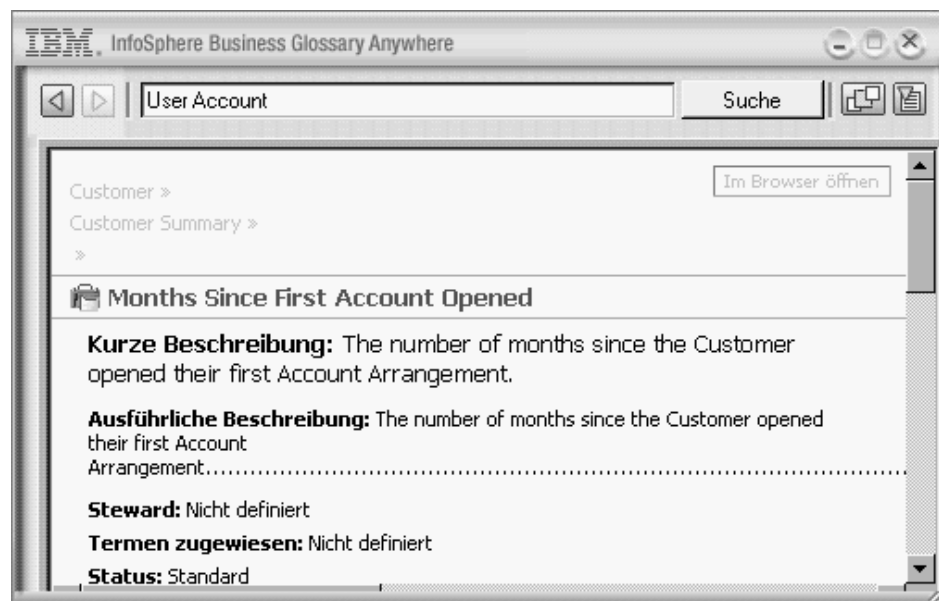 IBM. InfoSphere Business Glossary Anywhere
User Account Suche
Customer » Im Browser öffnen
Customer Summary »
»
Months Since First Account Opened
Kurze Beschreibung: The number of months since the Customer
opened their first Account Arrangement.
Ausführliche Beschreibung: The number of months since the Customer opened
their first Account
Arrangement..........................................................................................
Steward: Nicht definiert
Termen zugewiesen: Nicht definiert
Status: Standard